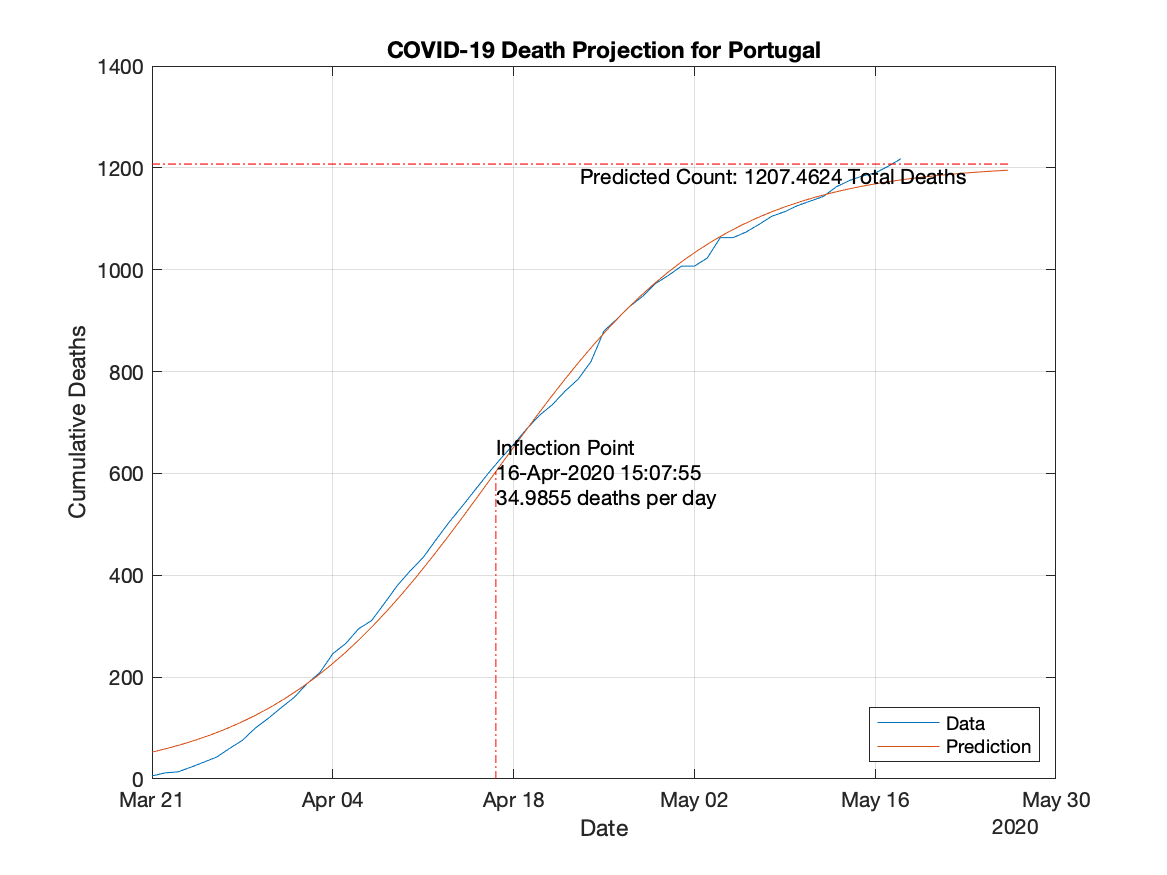 COVID-19 Death Projection for Portugal
1400
1200
Predicted Count: 1207.4624 Total Deaths
1000
800
600
400
200
0
Cumulative Deaths
Inflection Point
16-Apr-2020 15:07:55
34.9855 deaths per day
Data
Prediction
Mar 21 Apr 04 Apr 18 May 02 May 16 May 30
Date
2020